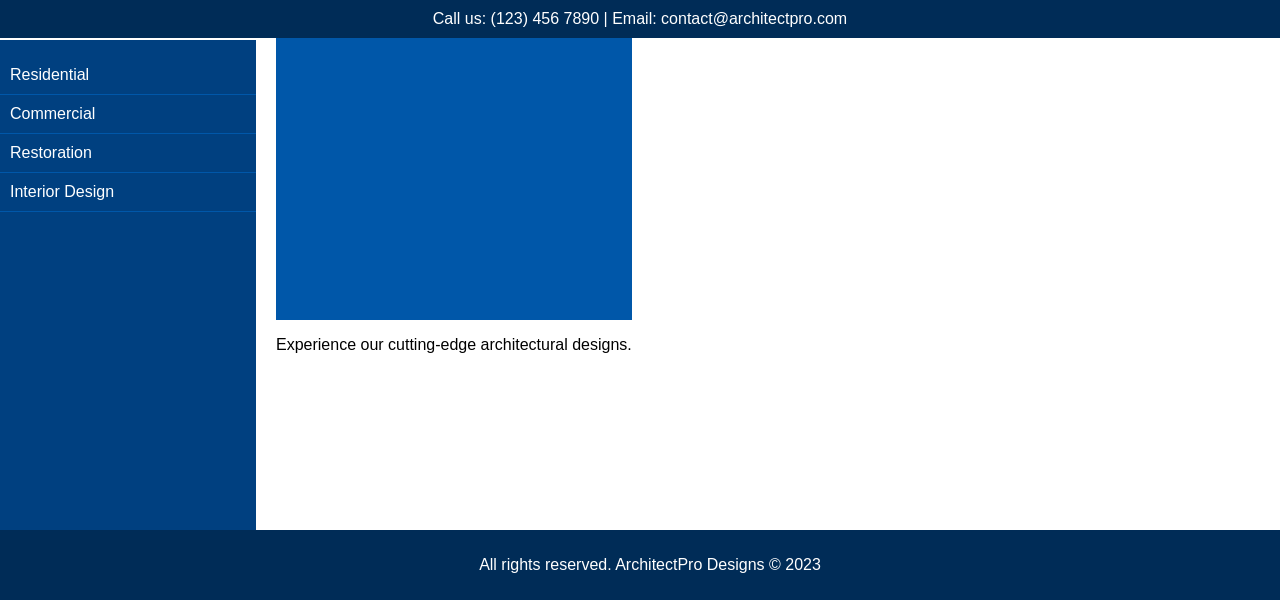 Call us: (123) 456 7890 | Email: contact@architectpro.com
Residential
Commercial
Restoration
Interior Design
Experience our cutting-edge architectural designs.
All rights reserved. ArchitectPro Designs © 2023